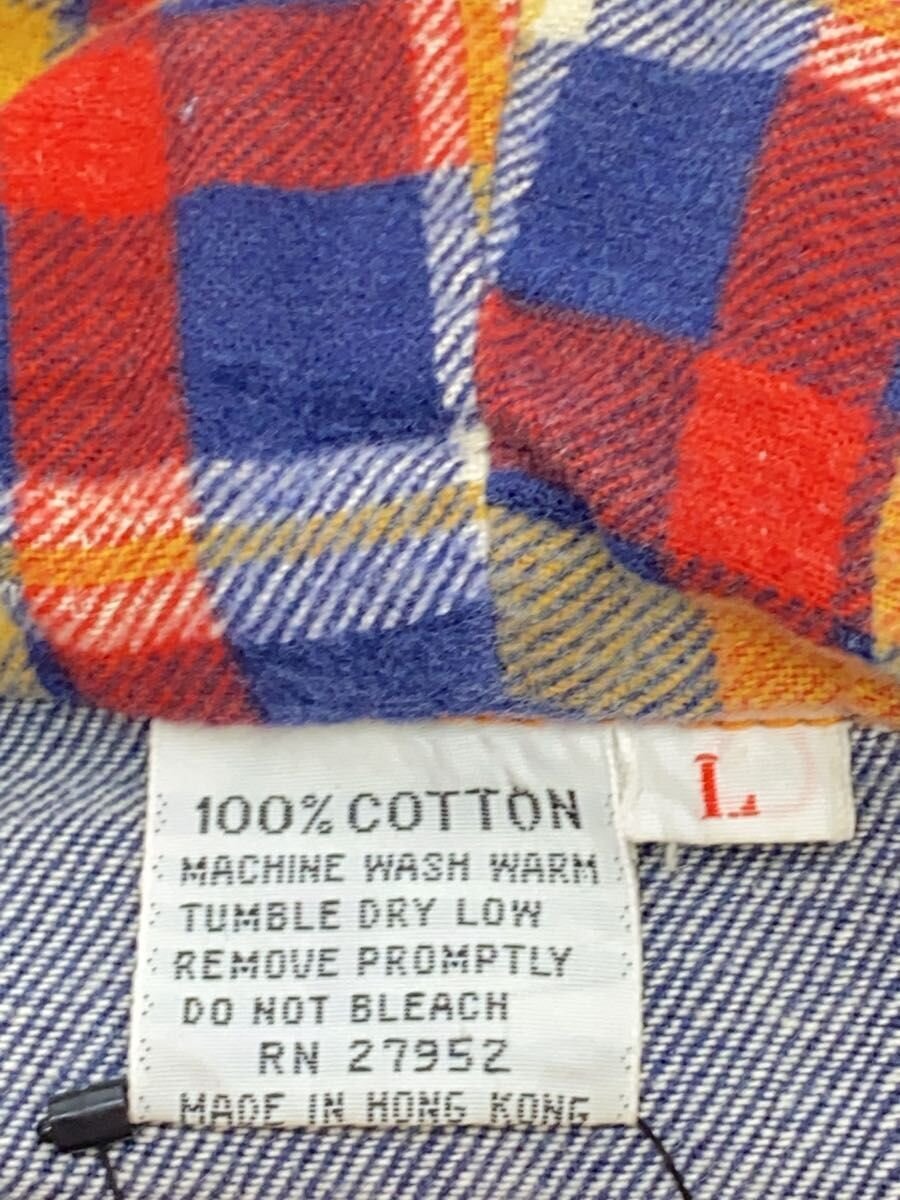 100% COTTON
MACHINE WASH WARM
TUMBLE DRY LOW
REMOVE PROMPTLY
DO NOT BLEACH
RN 27952
MADE IN HONG KONG
L